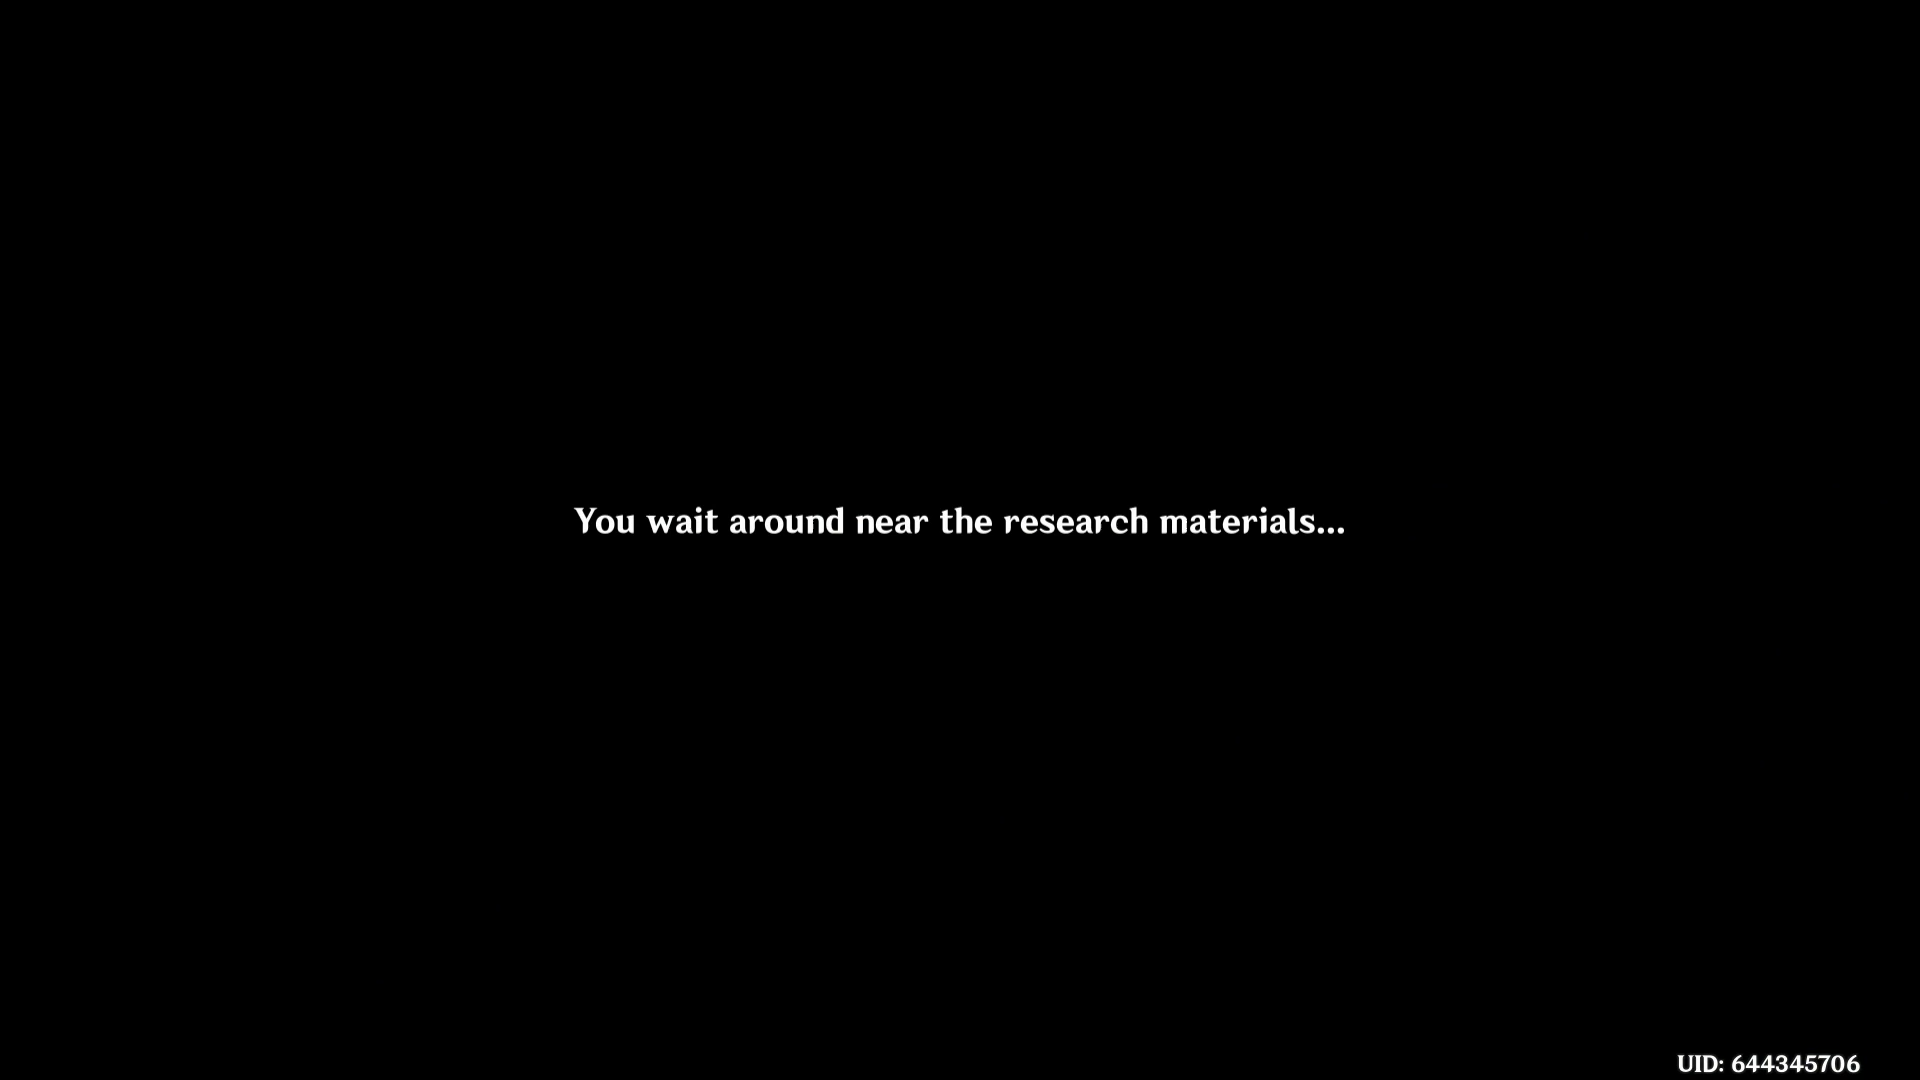 You wait around near the research materials...
UID: 644345706